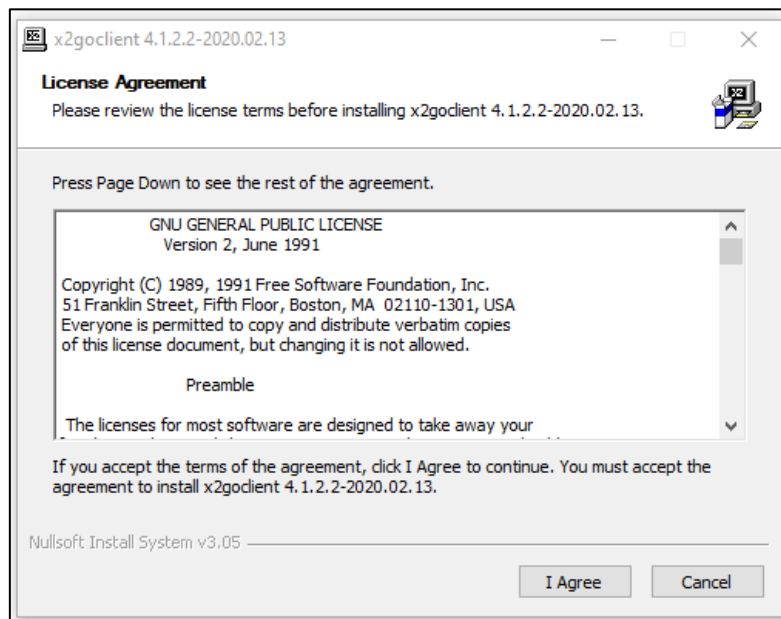 x2goclient 4.1.2.2-2020.02.13
License Agreement
Please review the license terms before installing x2goclient 4.1.2.2-2020.02.13.
Press Page Down to see the rest of the agreement.
GNU GENERAL PUBLIC LICENSE
Version 2, June 1991
Copyright (C) 1989, 1991 Free Software Foundation, Inc.
51 Franklin Street, Fifth Floor, Boston, MA 02110-1301, USA
Everyone is permitted to copy and distribute verbatim copies
of this license document, but changing it is not allowed.
Preamble
The licenses for most software are designed to take away your
If you accept the terms of the agreement, click I Agree to continue. You must accept the
agreement to install x2goclient 4.1.2.2-2020.02.13.
Nullsoft Install System v3.05
I Agree
Cancel